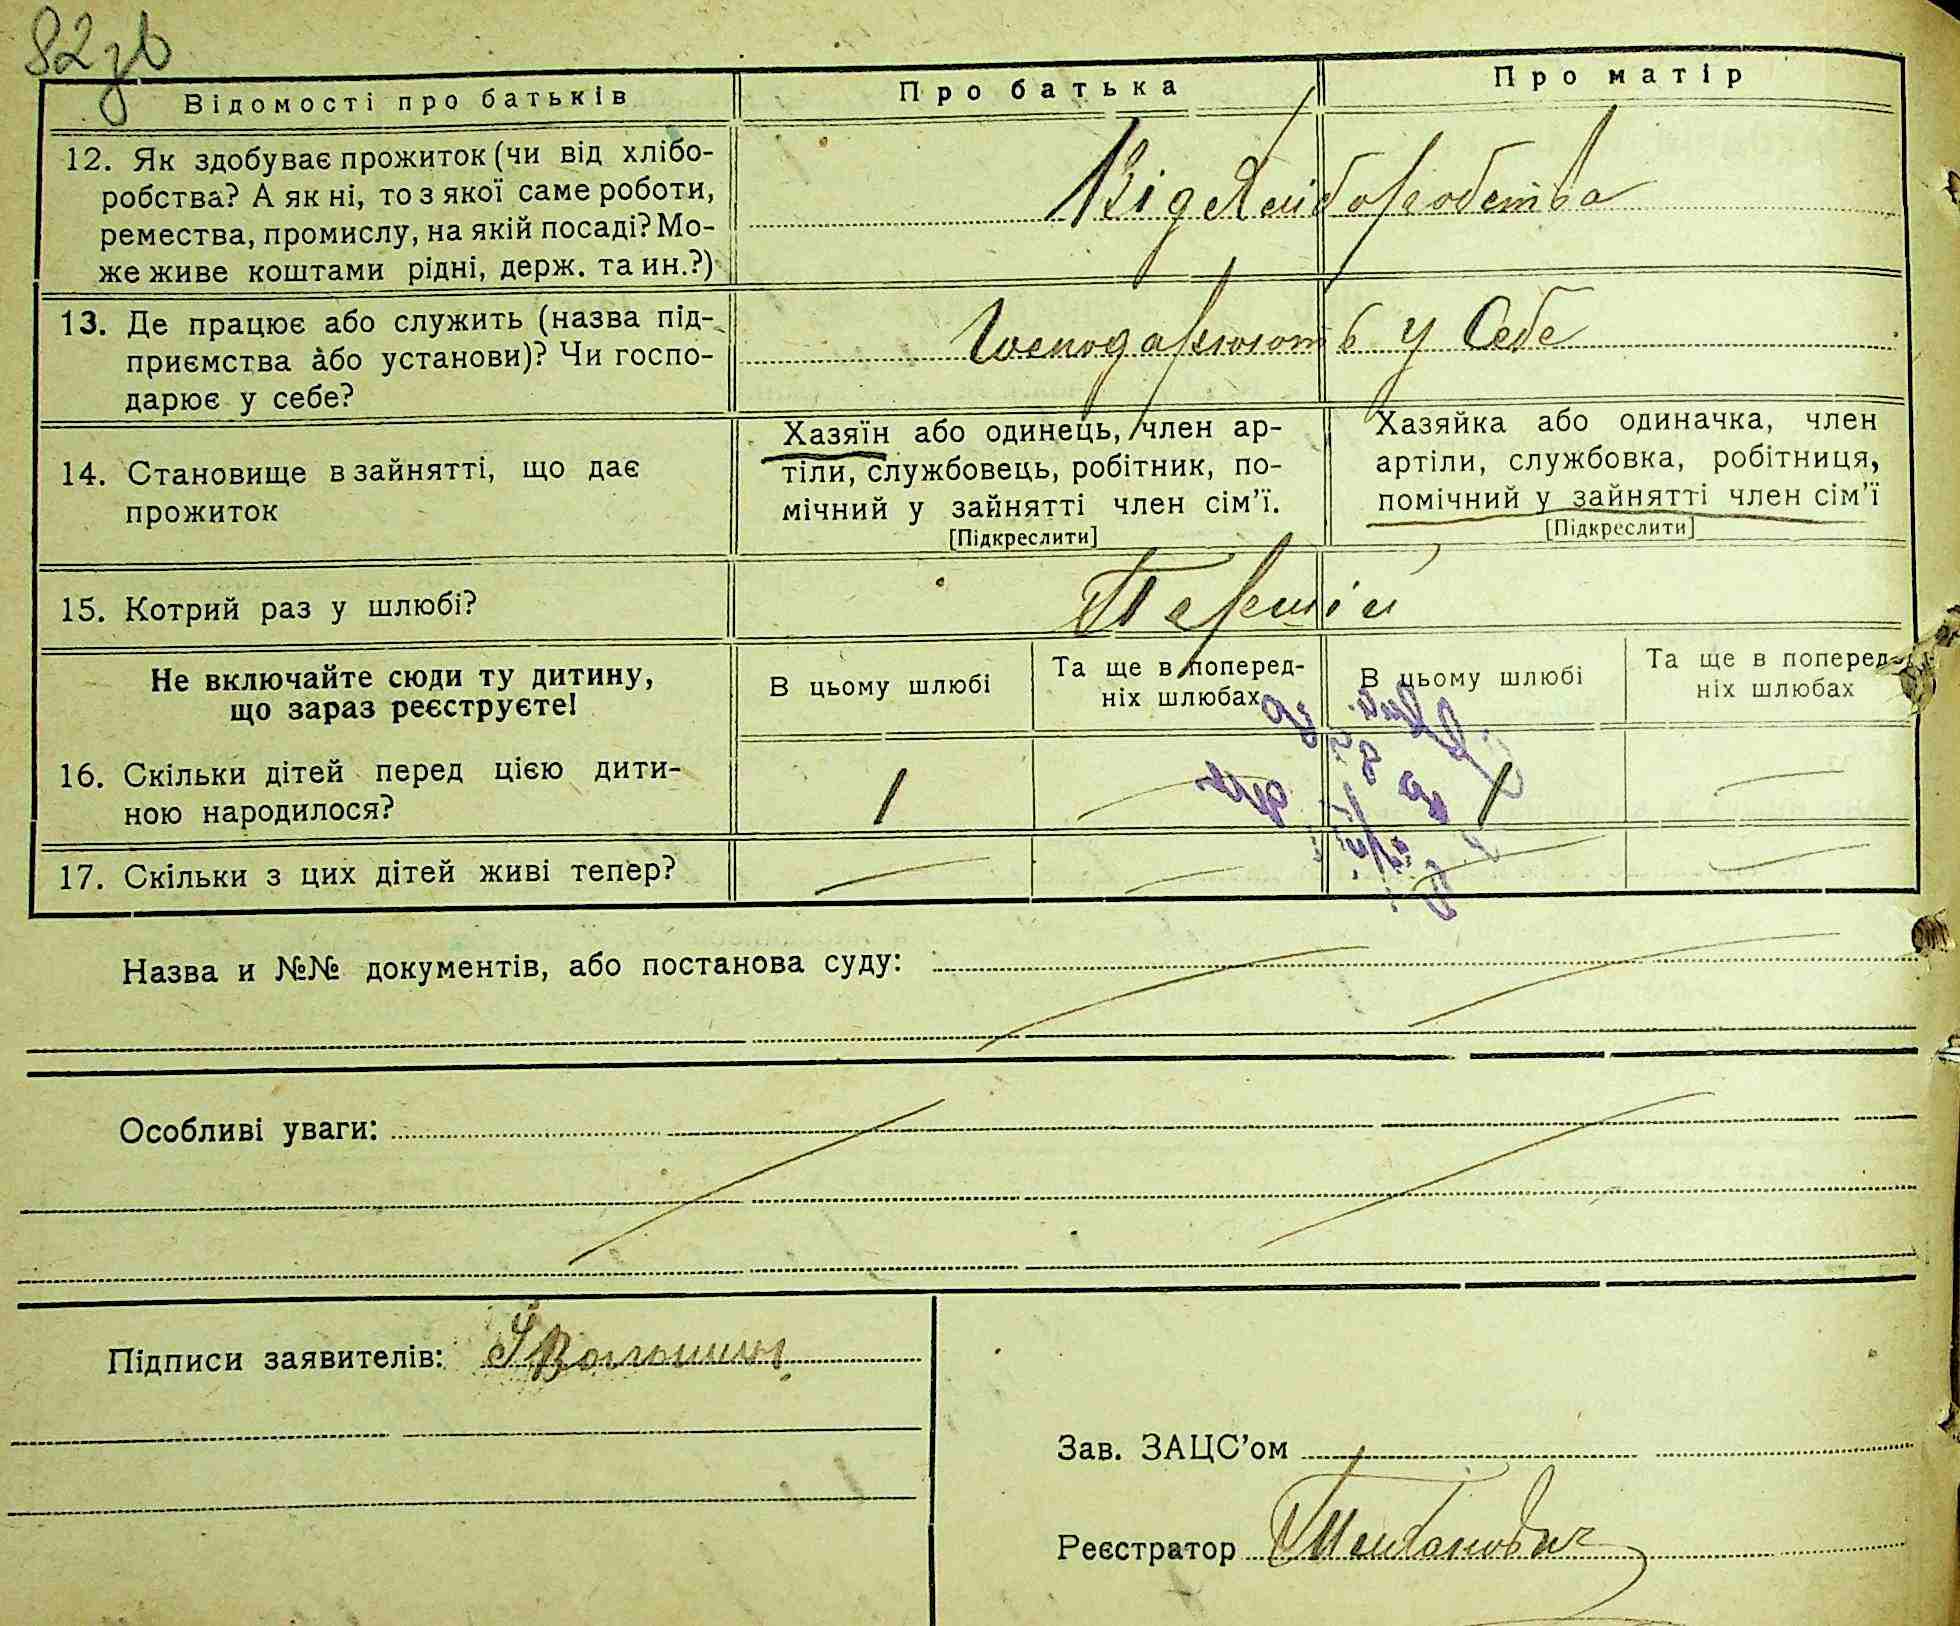 82зв
Відомості про батьків
Про батька
Про матір
12. Як здобуває прожиток (чи від хлібо-
робства? А як ні, то з якої саме роботи,
ремества, промислу, на якій посаді? Мо-
же живе коштами рідні, держ. та ин.?)
Від Хліборобства
13. Де працює або служить (назва під-
приємства або установи)? Чи госпо-
дарює у себе?
Господарюють у Себе
14. Становище в зайнятті, що дає
прожиток
Хазяїн або одинець, член ар-
тіли, службовець, робітник, по-
мічний у зайнятті член сім'ї.
[Підкреслити]
Хазяйка або одиначка, член
артіли, службовка, робітниця,
помічний у зайнятті член сім'ї
[Підкреслити]
15. Котрий раз у шлюбі?
Перший
Не включайте сюди ту дитину,
що зараз реєструєте!
В цьому шлюбі
Та ще в поперед-
ніх шлюбах
В цьому шлюбі
Та ще в поперед-
ніх шлюбах
16. Скільки дітей перед цією дити-
ною народилося?
1
1
17. Скільки з цих дітей живі тепер?
Назва и №№ документів, або постанова суду:
Особливі уваги:
Підписи заявителів:
Зав. ЗАЦС'ом
Реєстратор